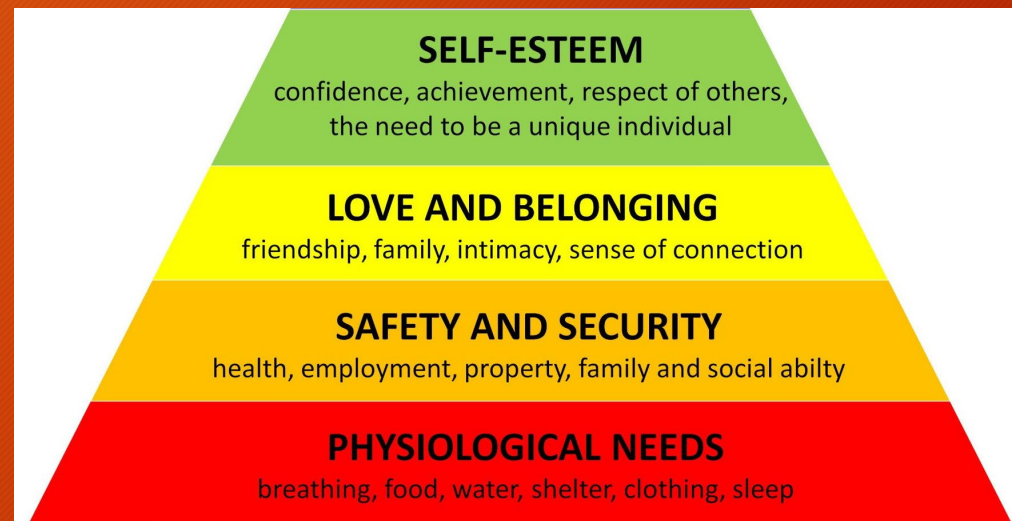 SELF-ESTEEM
confidence, achievement, respect of others,
the need to be a unique individual
LOVE AND BELONGING
friendship, family, intimacy, sense of connection
SAFETY AND SECURITY
health, employment, property, family and social abilty
PHYSIOLOGICAL NEEDS
breathing, food, water, shelter, clothing, sleep